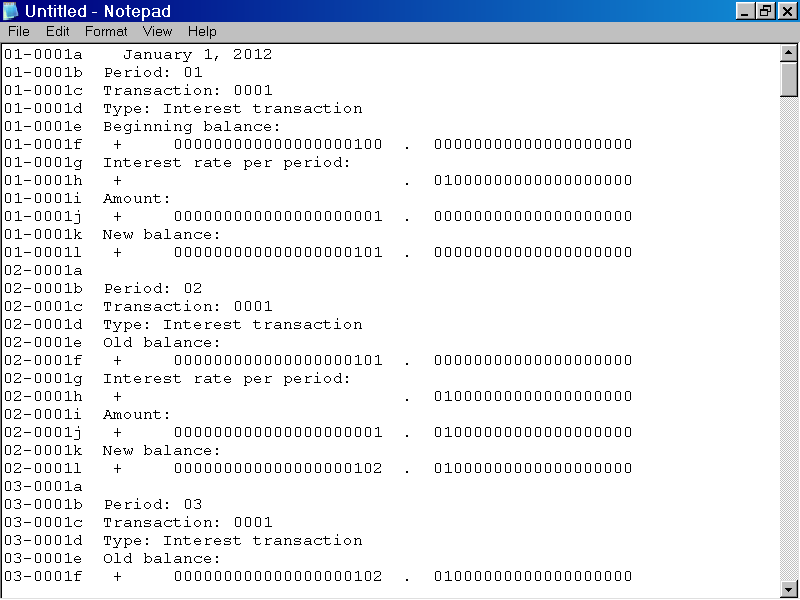 Untitled - Notepad
File Edit Format View Help
01-0001a    January 1, 2012
01-0001b  Period: 01
01-0001c  Transaction: 0001
01-0001d  Type: Interest transaction
01-0001e  Beginning balance:
01-0001f   +     000000000000000000100  .  00000000000000000000
01-0001g  Interest rate per period:
01-0001h   +                            .  01000000000000000000
01-0001i  Amount:
01-0001j   +     000000000000000000001  .  00000000000000000000
01-0001k  New balance:
01-0001l   +     000000000000000000101  .  00000000000000000000
02-0001a
02-0001b  Period: 02
02-0001c  Transaction: 0001
02-0001d  Type: Interest transaction
02-0001e  Old balance:
02-0001f   +     000000000000000000101  .  00000000000000000000
02-0001g  Interest rate per period:
02-0001h   +                            .  01000000000000000000
02-0001i  Amount:
02-0001j   +     000000000000000000001  .  01000000000000000000
02-0001k  New balance:
02-0001l   +     000000000000000000102  .  01000000000000000000
03-0001a
03-0001b  Period: 03
03-0001c  Transaction: 0001
03-0001d  Type: Interest transaction
03-0001e  Old balance:
03-0001f   +     000000000000000000102  .  01000000000000000000